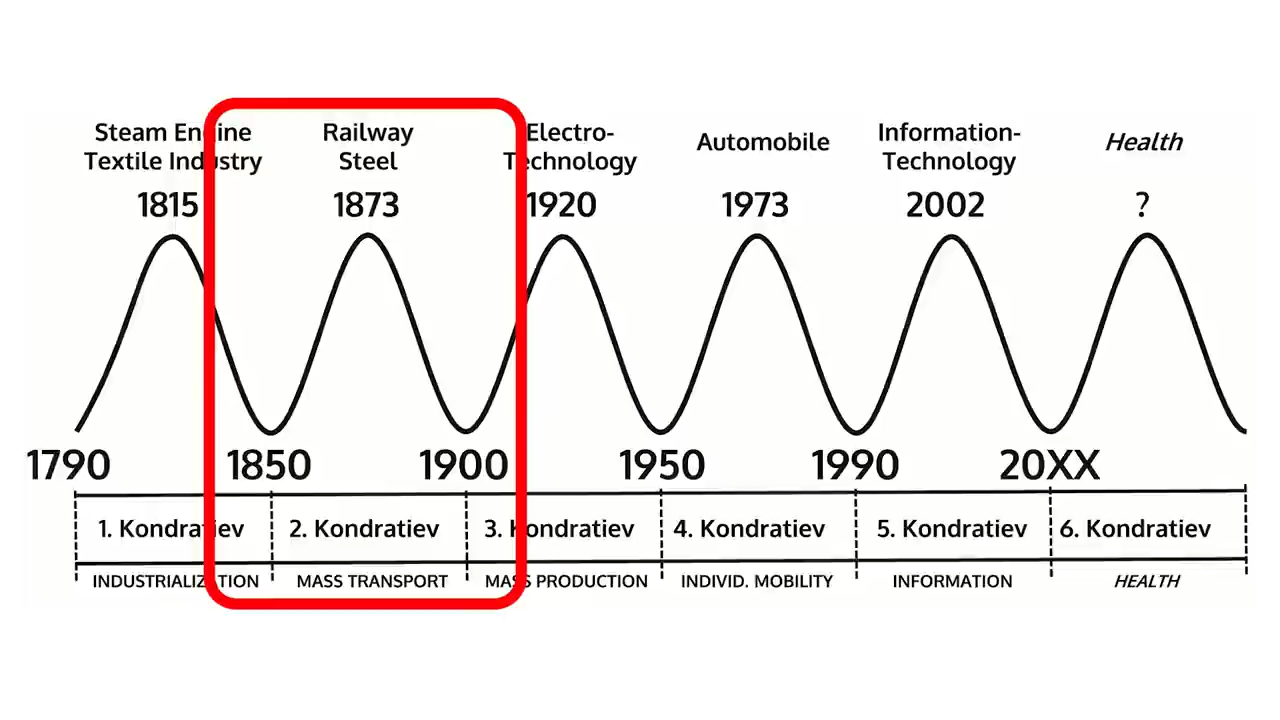 Steam Engine
Textile Industry
1815
Railway
Steel
1873
Electro-
Technology
1920
Automobile
1973
Information-
Technology
2002
Health
?
1790
1850
1900
1950
1990
20XX
1. Kondratiev
2. Kondratiev
3. Kondratiev
4. Kondratiev
5. Kondratiev
6. Kondratiev
INDUSTRIALIZATION
MASS TRANSPORT
MASS PRODUCTION
INDIVID. MOBILITY
INFORMATION
HEALTH